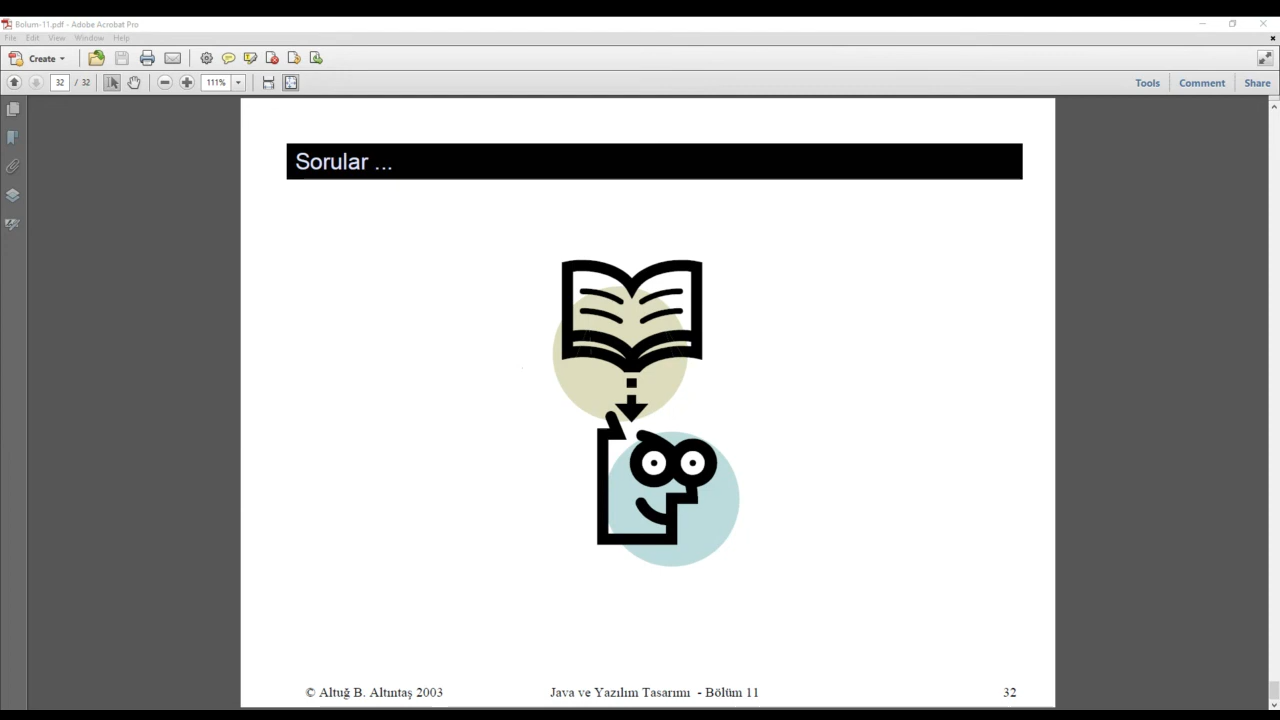 Bolum-11.pdf - Adobe Acrobat Pro
File Edit View Window Help
Create
32 / 32 111% Tools Comment Share
Sorular ...
© Altuğ B. Altıntaş 2003 Java ve Yazılım Tasarımı - Bölüm 11 32